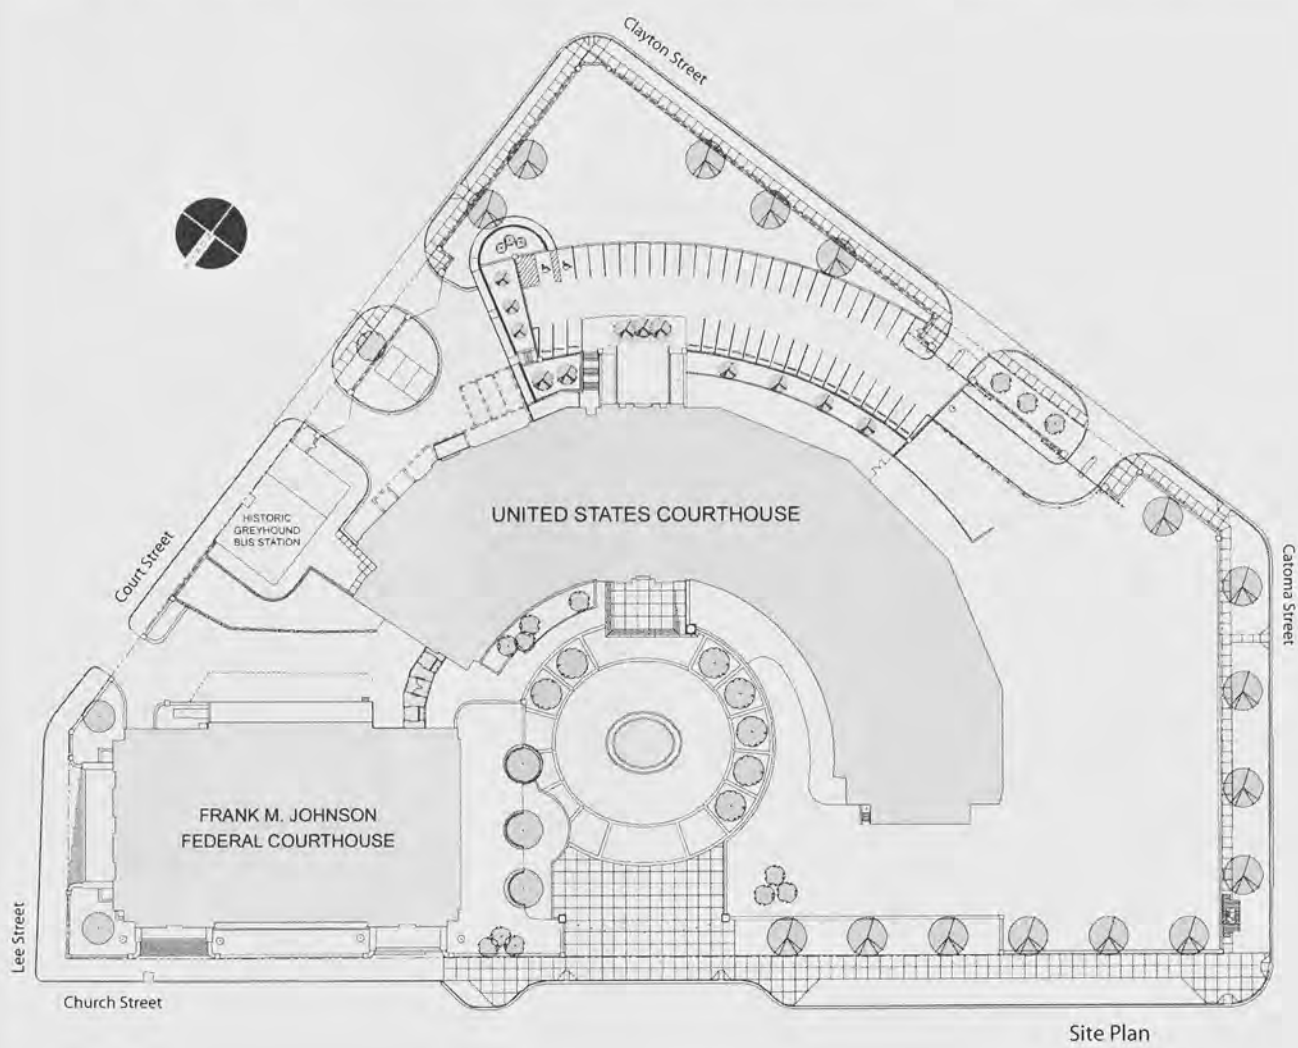 Clayton Street
UNITED STATES COURTHOUSE
HISTORIC
GREYHOUND
BUS STATION
Court Street
Catoma Street
FRANK M. JOHNSON
FEDERAL COURTHOUSE
Lee Street
Church Street
Site Plan